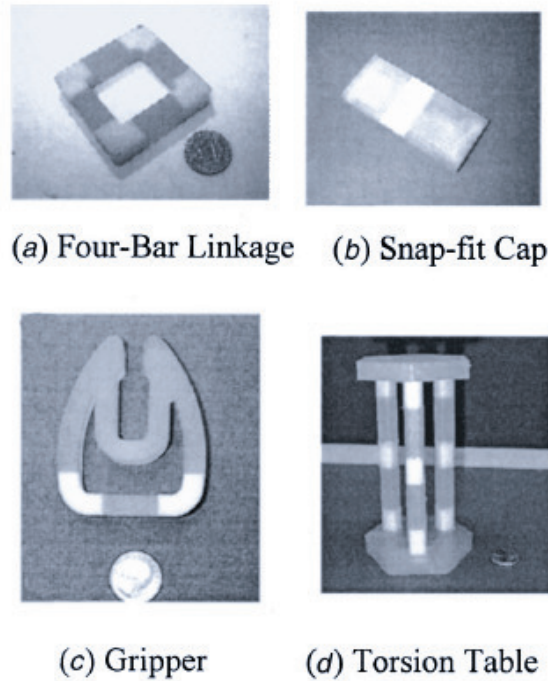 (a) Four-Bar Linkage
(b) Snap-fit Cap
(c) Gripper
(d) Torsion Table